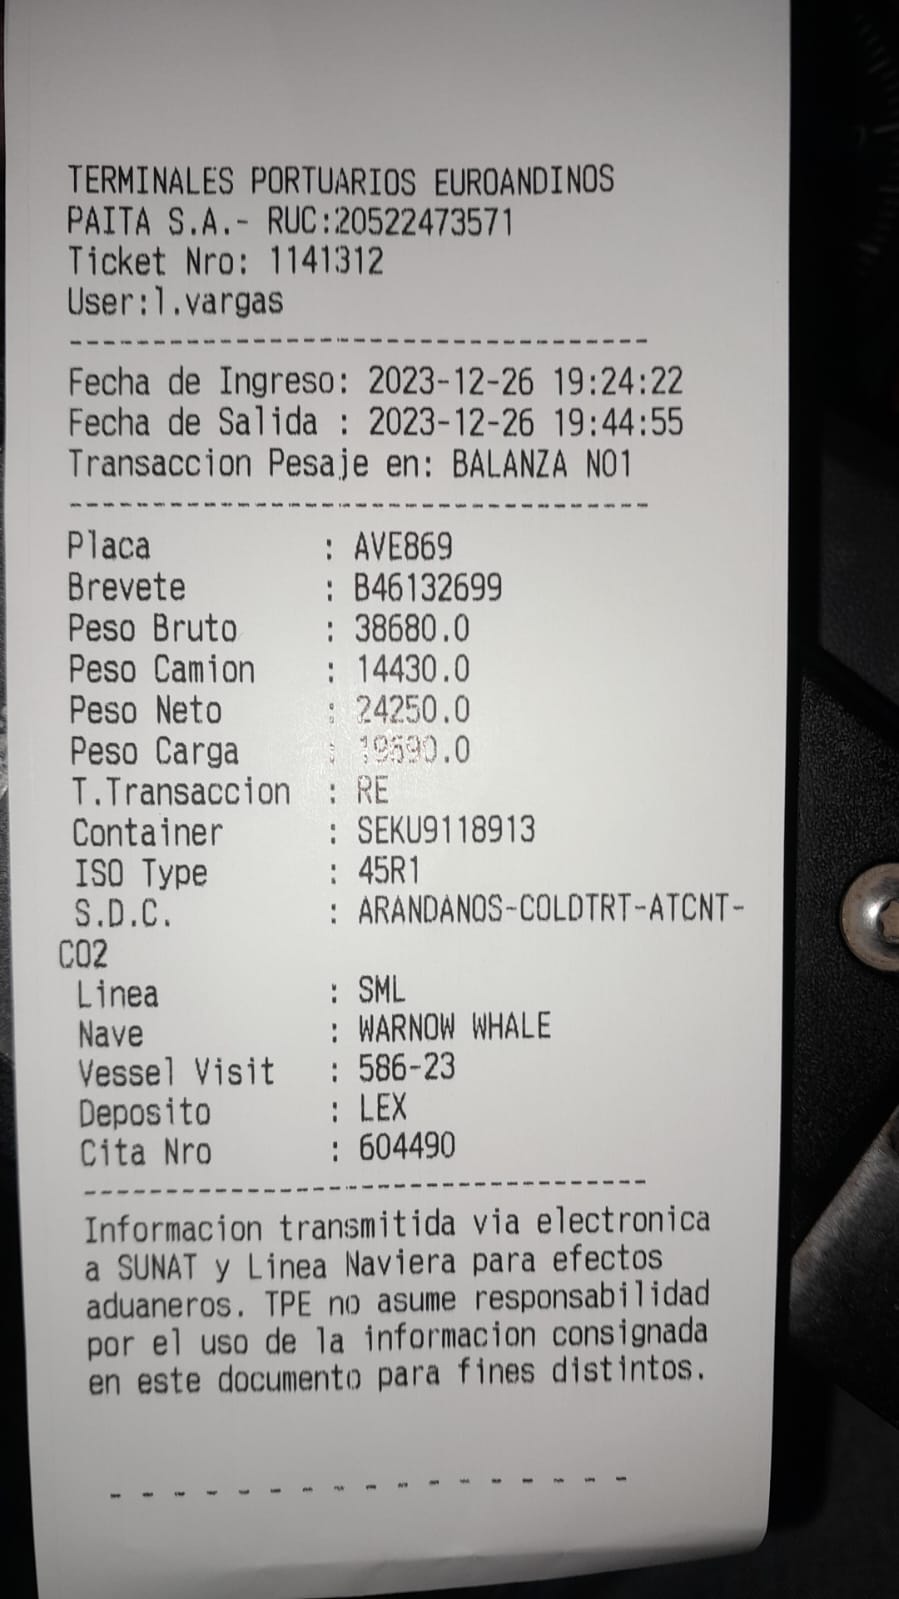 TERMINALES PORTUARIOS EUROANDINOS
PAITA S.A.- RUC:20522473571
Ticket Nro: 1141312
User:l.vargas
-----------------------------------
Fecha de Ingreso: 2023-12-26 19:24:22
Fecha de Salida : 2023-12-26 19:44:55
Transaccion Pesaje en: BALANZA NO1
-----------------------------------
Placa : AVE869
Brevete : B46132699
Peso Bruto : 38680.0
Peso Camion : 14430.0
Peso Neto : 24250.0
Peso Carga :
T.Transaccion : RE
Container : SEKU9118913
ISO Type : 45R1
S.D.C. : ARANDANOS-COLDTRT-ATCNT-
CO2
Linea : SML
Nave : WARNOW WHALE
Vessel Visit : 586-23
Deposito : LEX
Cita Nro : 604490
-----------------------------------
Informacion transmitida via electronica
a SUNAT y Linea Naviera para efectos
aduaneros. TPE no asume responsabilidad
por el uso de la informacion consignada
en este documento para fines distintos.
- - - - - - - - - - - - - - - - -